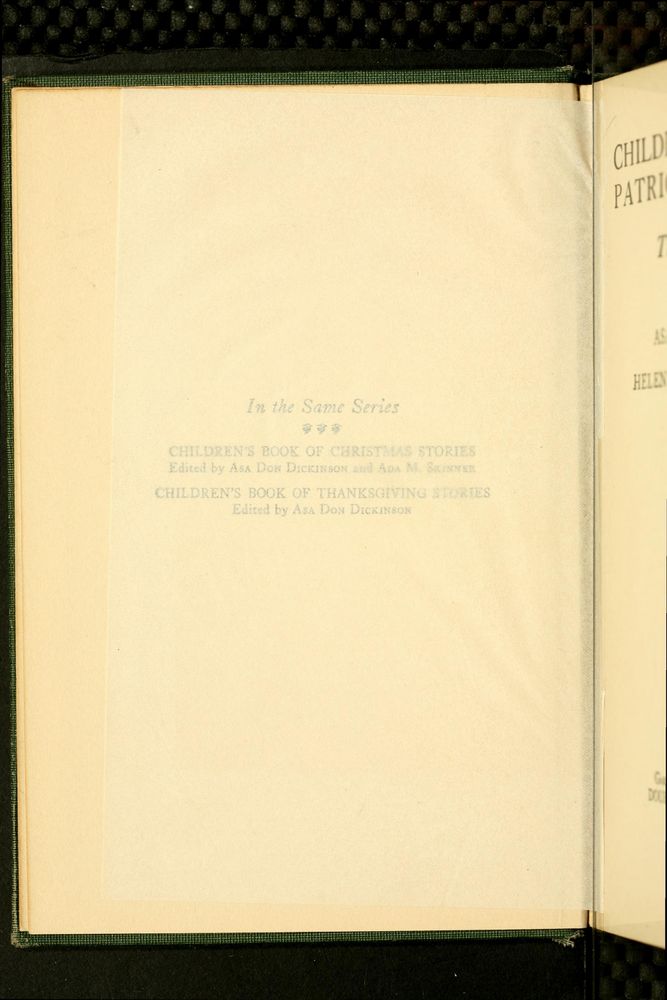 In the Same Series
CHILDREN'S BOOK OF CHRISTMAS STORIES
Edited by ASA DON DICKINSON and ADA M. SKINNER
CHILDREN'S BOOK OF THANKSGIVING STORIES
Edited by ASA DON DICKINSON
CHILD
PATRI
T
AS
HELEN